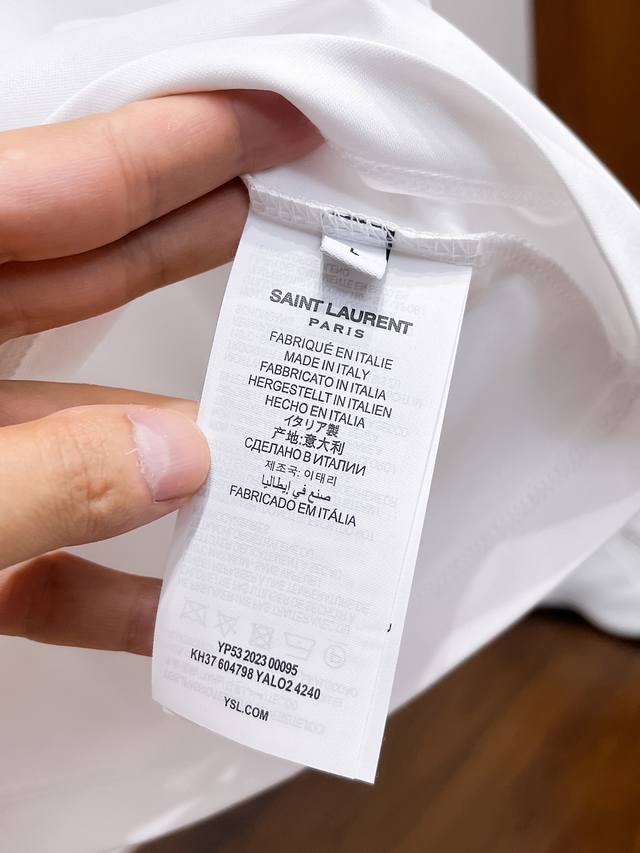 L
SAINT LAURENT
PARIS
FABRIQUÉ EN ITALIE
MADE IN ITALY
FABBRICATO IN ITALIA
HERGESTELLT IN ITALIEN
HECHO EN ITALIA
イタリア製
产地:意大利
СДЕЛАНО В ИТАЛИИ
제조국: 이태리
صنع في إيطاليا
FABRICADO EM ITÁLIA
YP53 2023 00095
KH37 604798 YALO2 4240
YSL.COM